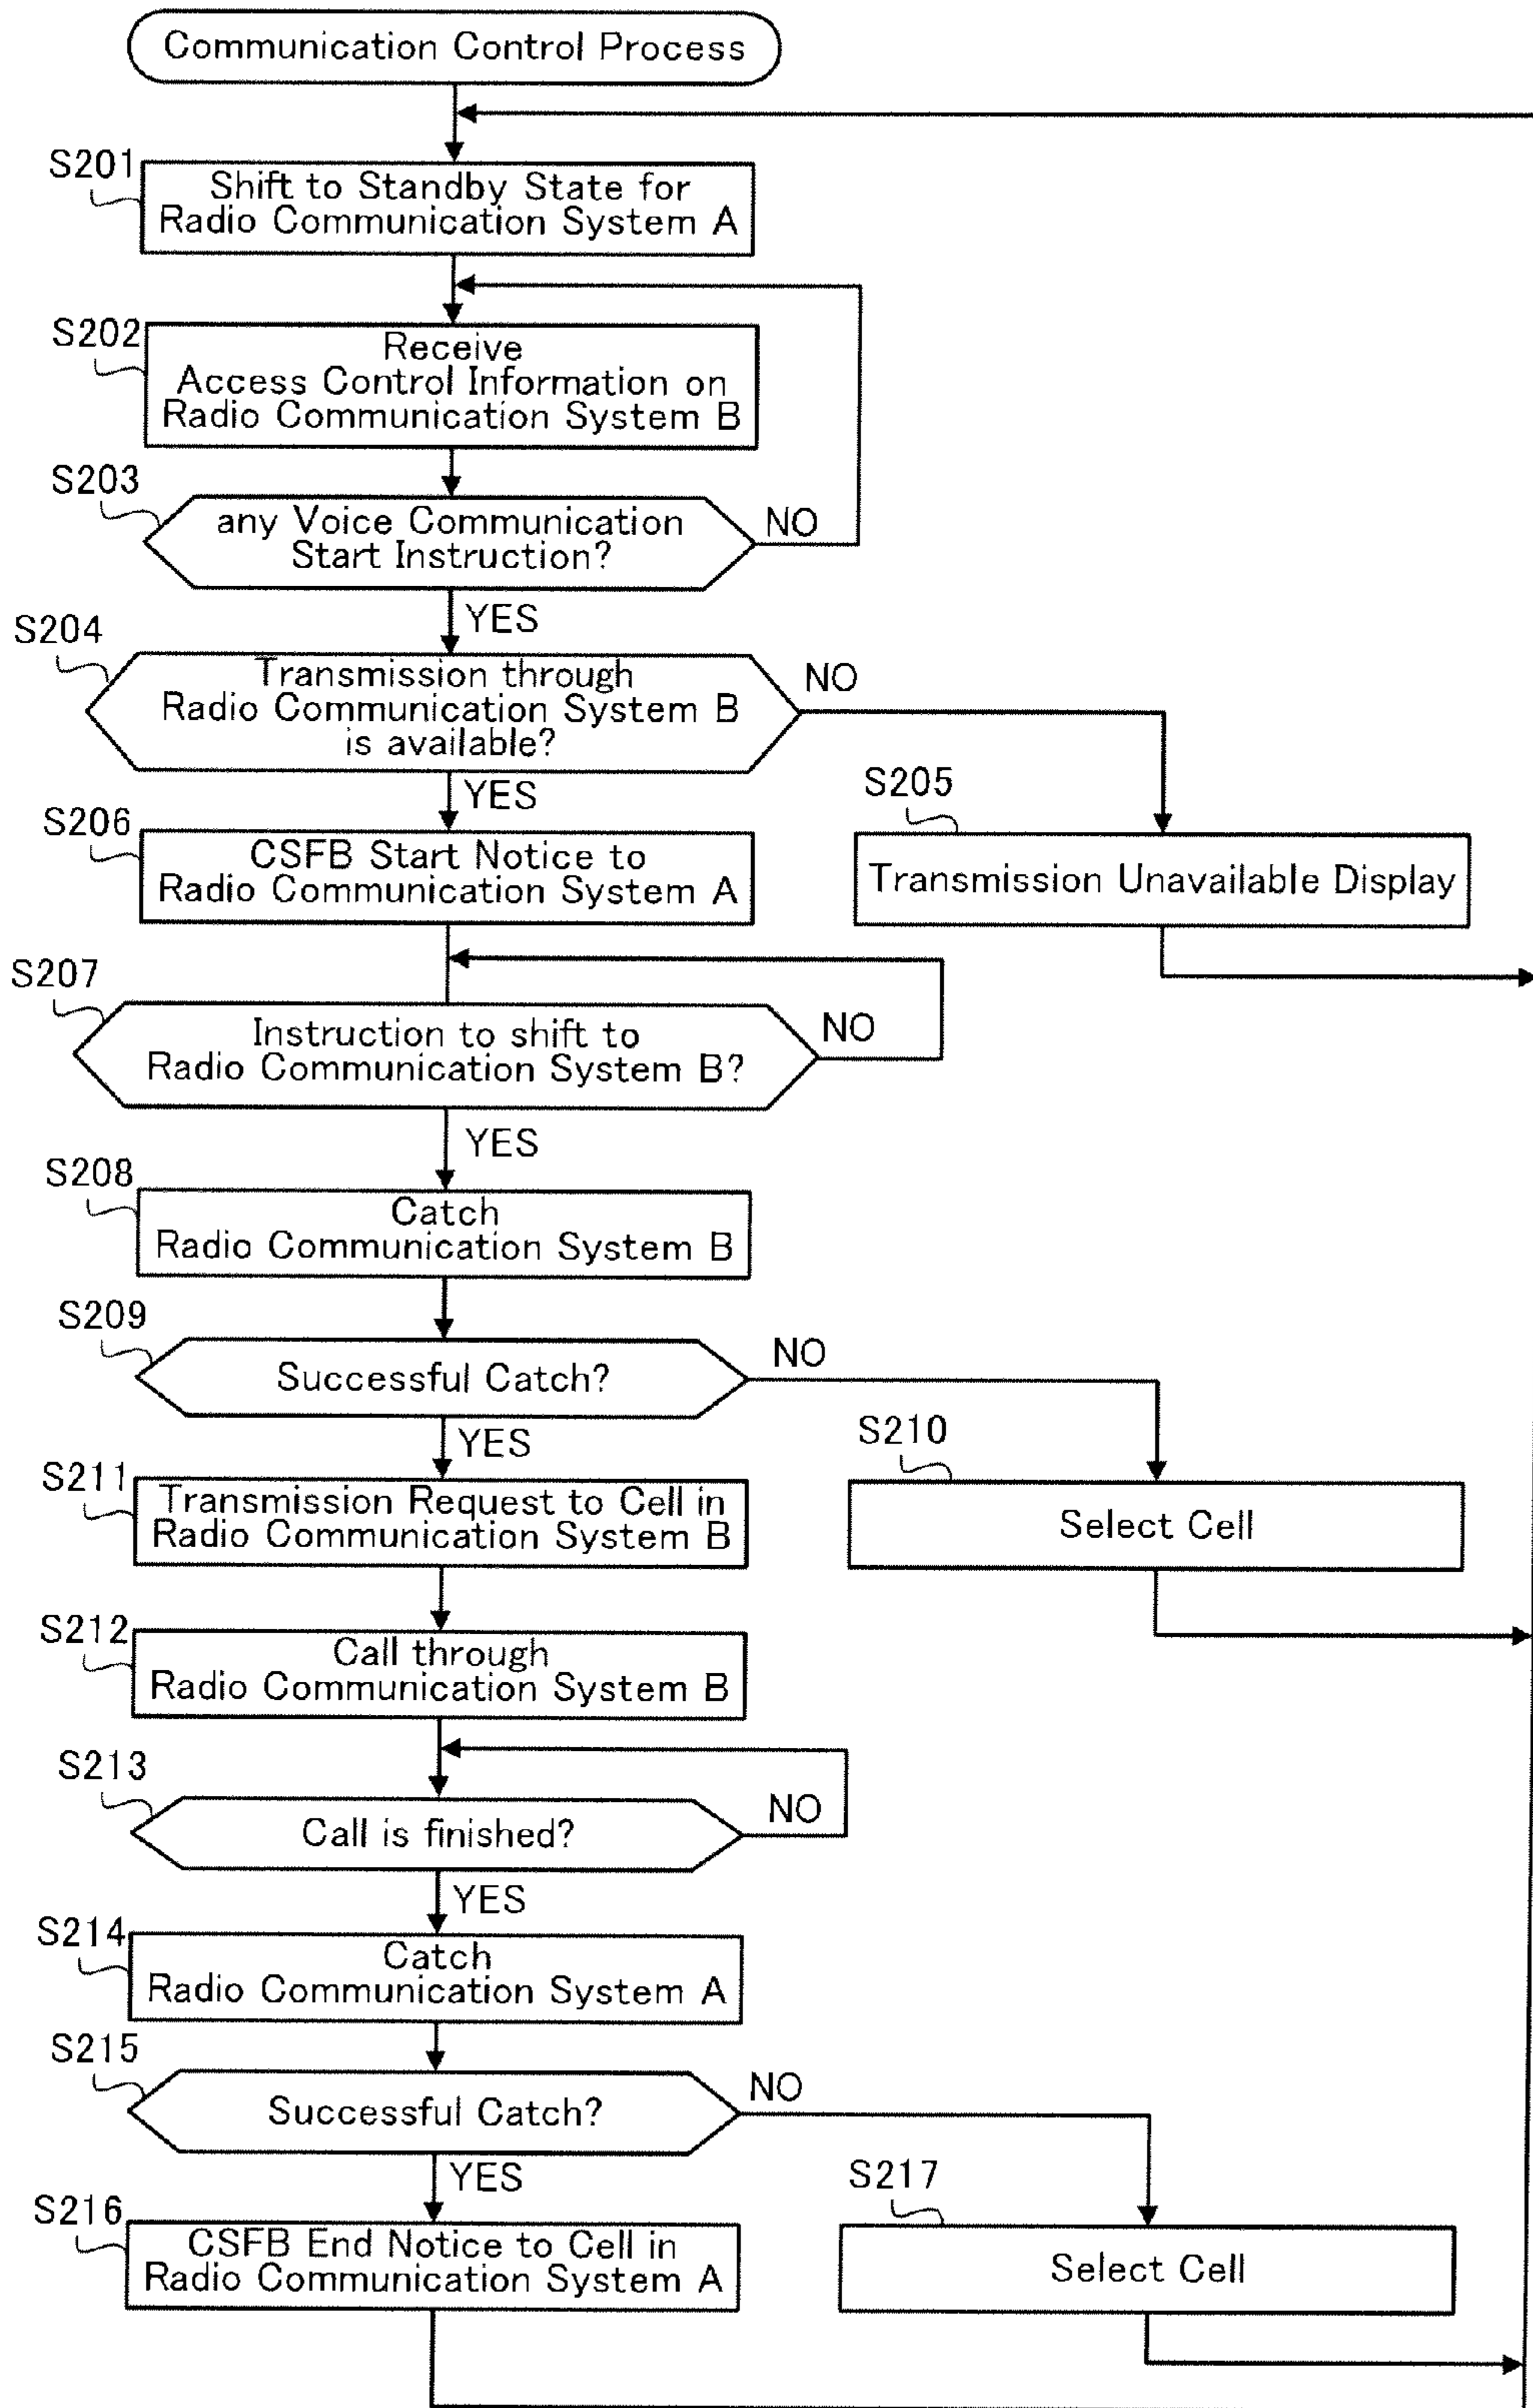 Communication Control Process
S201
Shift to Standby State for
Radio Communication System A
S202
Receive
Access Control Information on
Radio Communication System B
S203
any Voice Communication
Start Instruction?
NO
YES
S204
Transmission through
Radio Communication System B
is available?
NO
YES
S205
Transmission Unavailable Display
S206
CSFB Start Notice to
Radio Communication System A
S207
Instruction to shift to
Radio Communication System B?
NO
YES
S208
Catch
Radio Communication System B
S209
Successful Catch?
NO
YES
S210
Select Cell
S211
Transmission Request to Cell in
Radio Communication System B
S212
Call through
Radio Communication System B
S213
Call is finished?
NO
YES
S214
Catch
Radio Communication System A
S215
Successful Catch?
NO
YES
S216
CSFB End Notice to Cell in
Radio Communication System A
S217
Select Cell